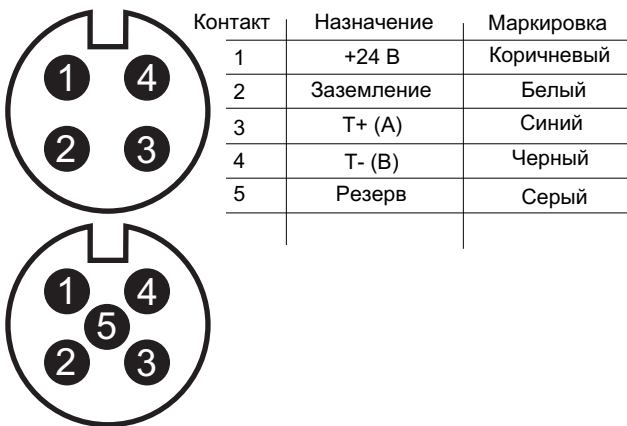 Контакт Назначение Маркировка
1 +24 В Коричневый
2 Заземление Белый
3 T+ (A) Синий
4 T- (B) Черный
5 Резерв Серый
1 4
2 3
1 4
5
2 3